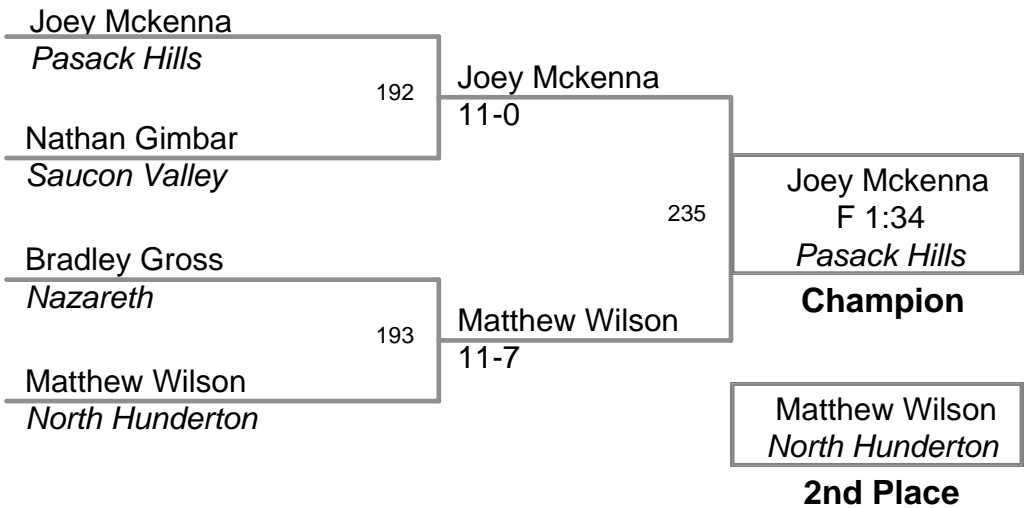 Joey Mckenna
Pasack Hills
192
Nathan Gimbar
Saucon Valley
Joey Mckenna
11-0
Bradley Gross
Nazareth
193
Matthew Wilson
North Hunderton
Matthew Wilson
11-7
235
Joey Mckenna
F 1:34
Pasack Hills
Champion
Matthew Wilson
North Hunderton
2nd Place